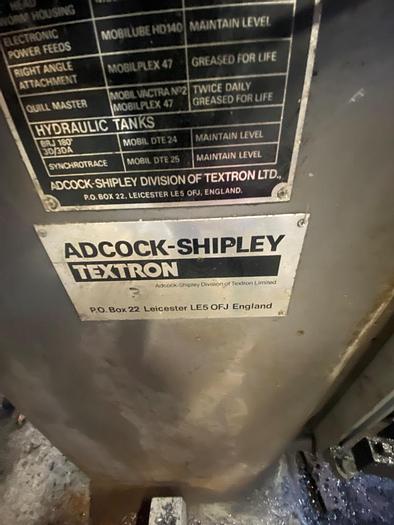 HEAD
WORM HOUSING
ELECTRONIC
POWER FEEDS
MOBILUBE HD140
MAINTAIN LEVEL
RIGHT ANGLE
ATTACHMENT
MOBILPLEX 47
GREASED FOR LIFE
QUILL MASTER
MOBIL VACTRA Nº2
MOBILPLEX 47
TWICE DAILY
GREASED FOR LIFE
HYDRAULIC TANKS
BRJ 180°
3D/3DA
MOBIL DTE 24
MAINTAIN LEVEL
SYNCHROTRACE
MOBIL DTE 25
MAINTAIN LEVEL
ADCOCK-SHIPLEY DIVISION OF TEXTRON LTD.,
P.O. BOX 22, LEICESTER LE5 OFJ, ENGLAND.
ADCOCK-SHIPLEY
TEXTRON
Adcock-Shipley Division of Textron Limited
P.O. Box 22 Leicester LE5 OFJ England